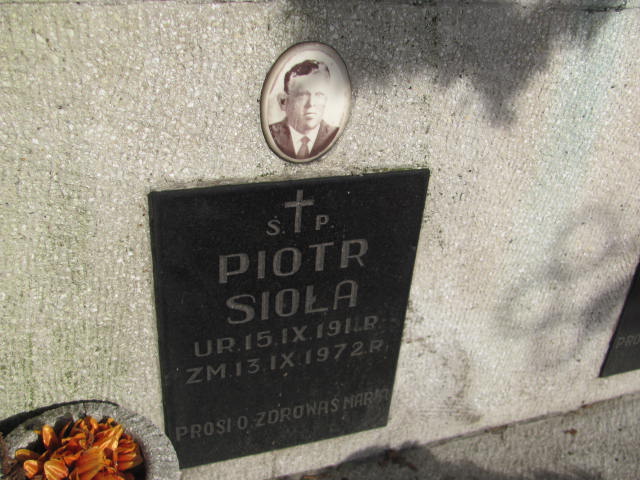 Ś. P.
PIOTR
SIOŁA
UR. 15.IX.1911.R.
ZM. 13.IX.1972.R.
PROSI O ZDROWAŚ MARIA